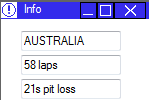 Info
AUSTRALIA
58 laps
21s pit loss